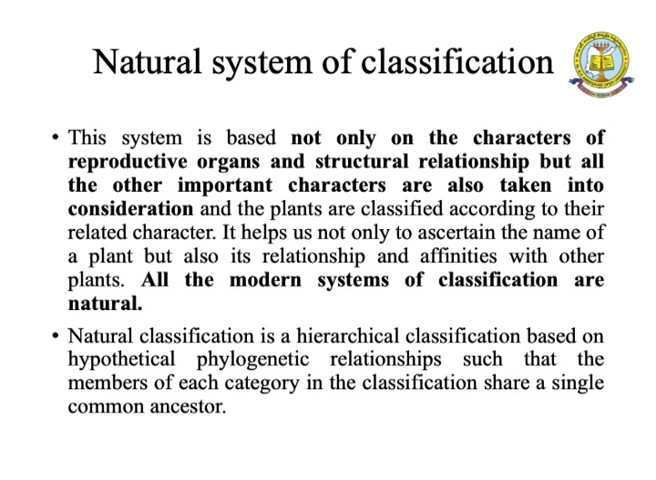 Natural system of classification
• This system is based not only on the characters of
reproductive organs and structural relationship but all
the other important characters are also taken into
consideration and the plants are classified according to their
related character. It helps us not only to ascertain the name of
a plant but also its relationship and affinities with other
plants. All the modern systems of classification are
natural.
• Natural classification is a hierarchical classification based on
hypothetical phylogenetic relationships such that the
members of each category in the classification share a single
common ancestor.